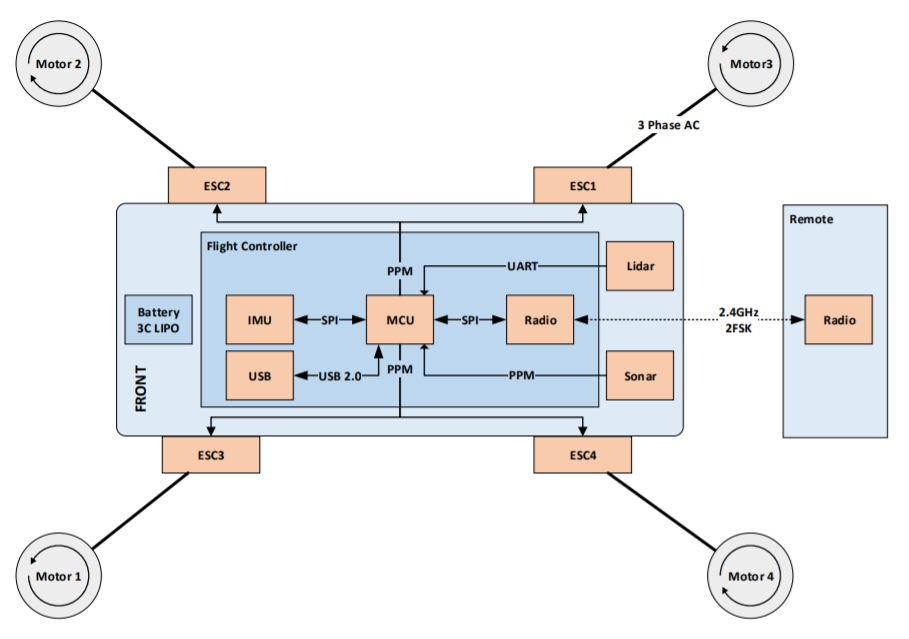 Motor 2
Motor3
3 Phase AC
ESC2
ESC1
Remote
Flight Controller
PPM
UART
Lidar
Battery
3C LIPO
IMU
SPI
MCU
SPI
Radio
2.4GHz
2FSK
Radio
FRONT
USB
USB 2.0
PPM
PPM
Sonar
ESC3
ESC4
Motor 1
Motor 4